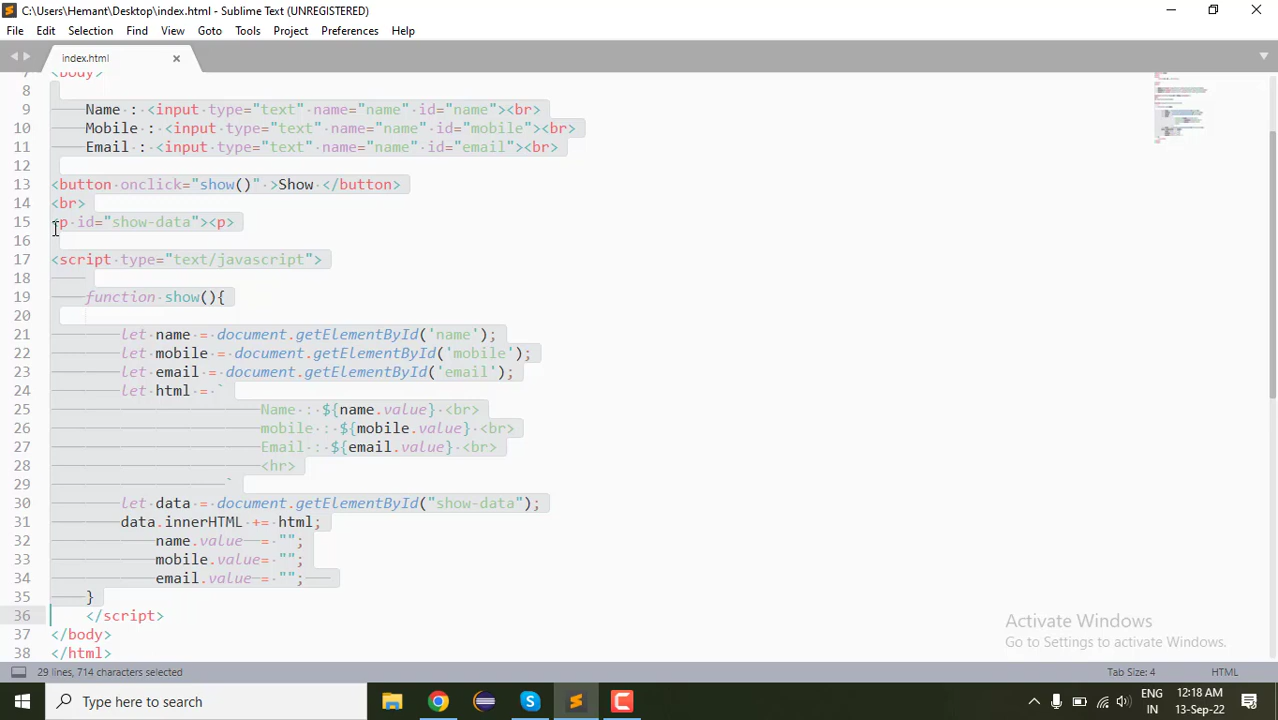 C:\Users\Hemant\Desktop\index.html - Sublime Text (UNREGISTERED)
File Edit Selection Find View Goto Tools Project Preferences Help
index.html
7 <body>
8
9 Name : <input type="text" name="name" id="name"><br>
10 Mobile : <input type="text" name="name" id="mobile"><br>
11 Email : <input type="text" name="name" id="email"><br>
12
13 <button onclick="show()" >Show </button>
14 <br>
15 <p id="show-data"><p>
16
17 <script type="text/javascript">
18
19 function show(){
20
21 let name = document.getElementById('name');
22 let mobile = document.getElementById('mobile');
23 let email = document.getElementById('email');
24 let html = `
25 Name : ${name.value} <br>
26 mobile : ${mobile.value} <br>
27 Email : ${email.value} <br>
28 <hr>
29 `
30 let data = document.getElementById("show-data");
31 data.innerHTML += html;
32 name.value = "";
33 mobile.value= "";
34 email.value = "";
35 }
36 </script>
37 </body>
38 </html>
Activate Windows
Go to Settings to activate Windows.
29 lines, 714 characters selected Tab Size: 4 HTML
Type here to search
ENG
IN
12:18 AM
13-Sep-22